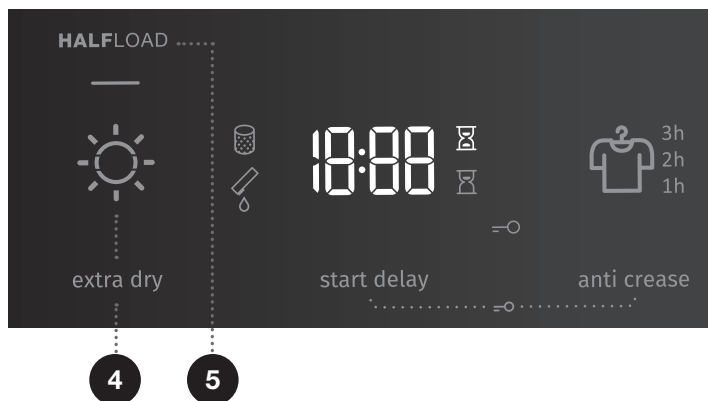 HALFLOAD
18:88
3h
2h
1h
extra dry
start delay
anti crease
4
5